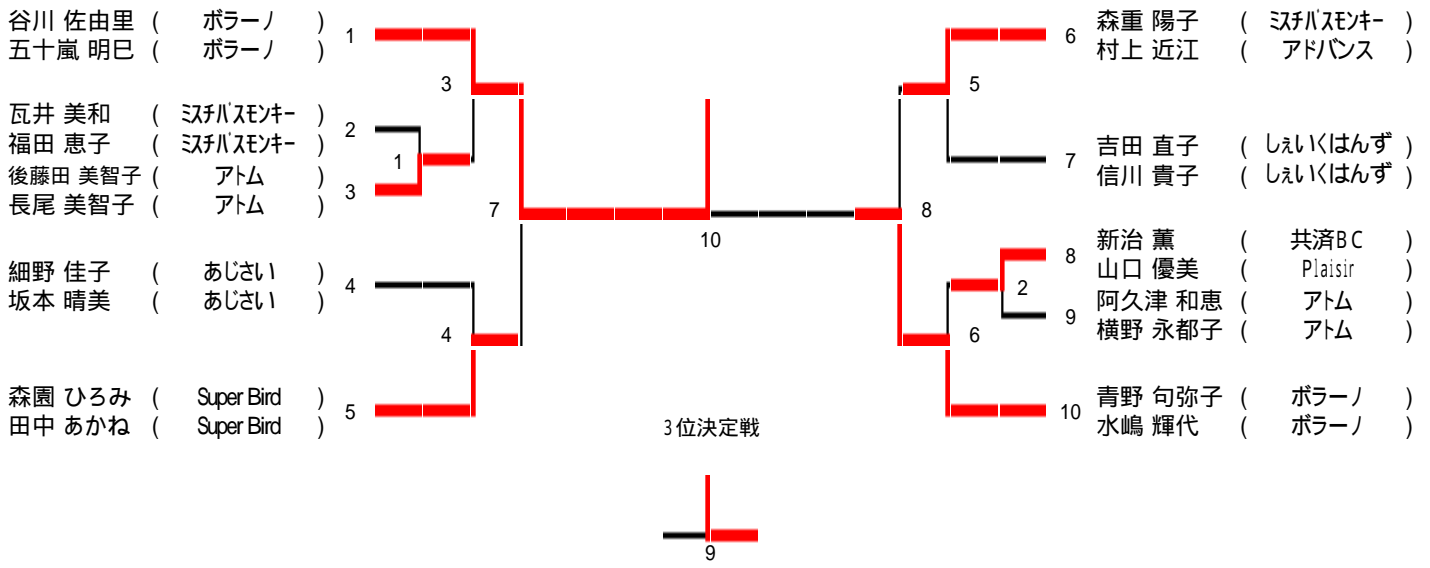 谷川 佐由里 ( ボラーノ )
五十嵐 明巳 ( ボラーノ )
1
3
瓦井 美和 ( ミスチバスモンキー )
福田 恵子 ( ミスチバスモンキー )
2
1
後藤田 美智子 ( アトム )
長尾 美智子 ( アトム )
3
7
細野 佳子 ( あじさい )
坂本 晴美 ( あじさい )
4
4
森園 ひろみ ( Super Bird )
田中 あかね ( Super Bird )
5
10
3位決定戦
9
6
森重 陽子 ( ミスチバスモンキー )
村上 近江 ( アドバンス )
5
7
吉田 直子 ( しぇいくはんず )
信川 貴子 ( しぇいくはんず )
8
8
新治 薫 ( 共済BC )
山口 優美 ( Plaisir )
2
9
阿久津 和恵 ( アトム )
横野 永都子 ( アトム )
6
10
青野 句弥子 ( ボラーノ )
水嶋 輝代 ( ボラーノ )